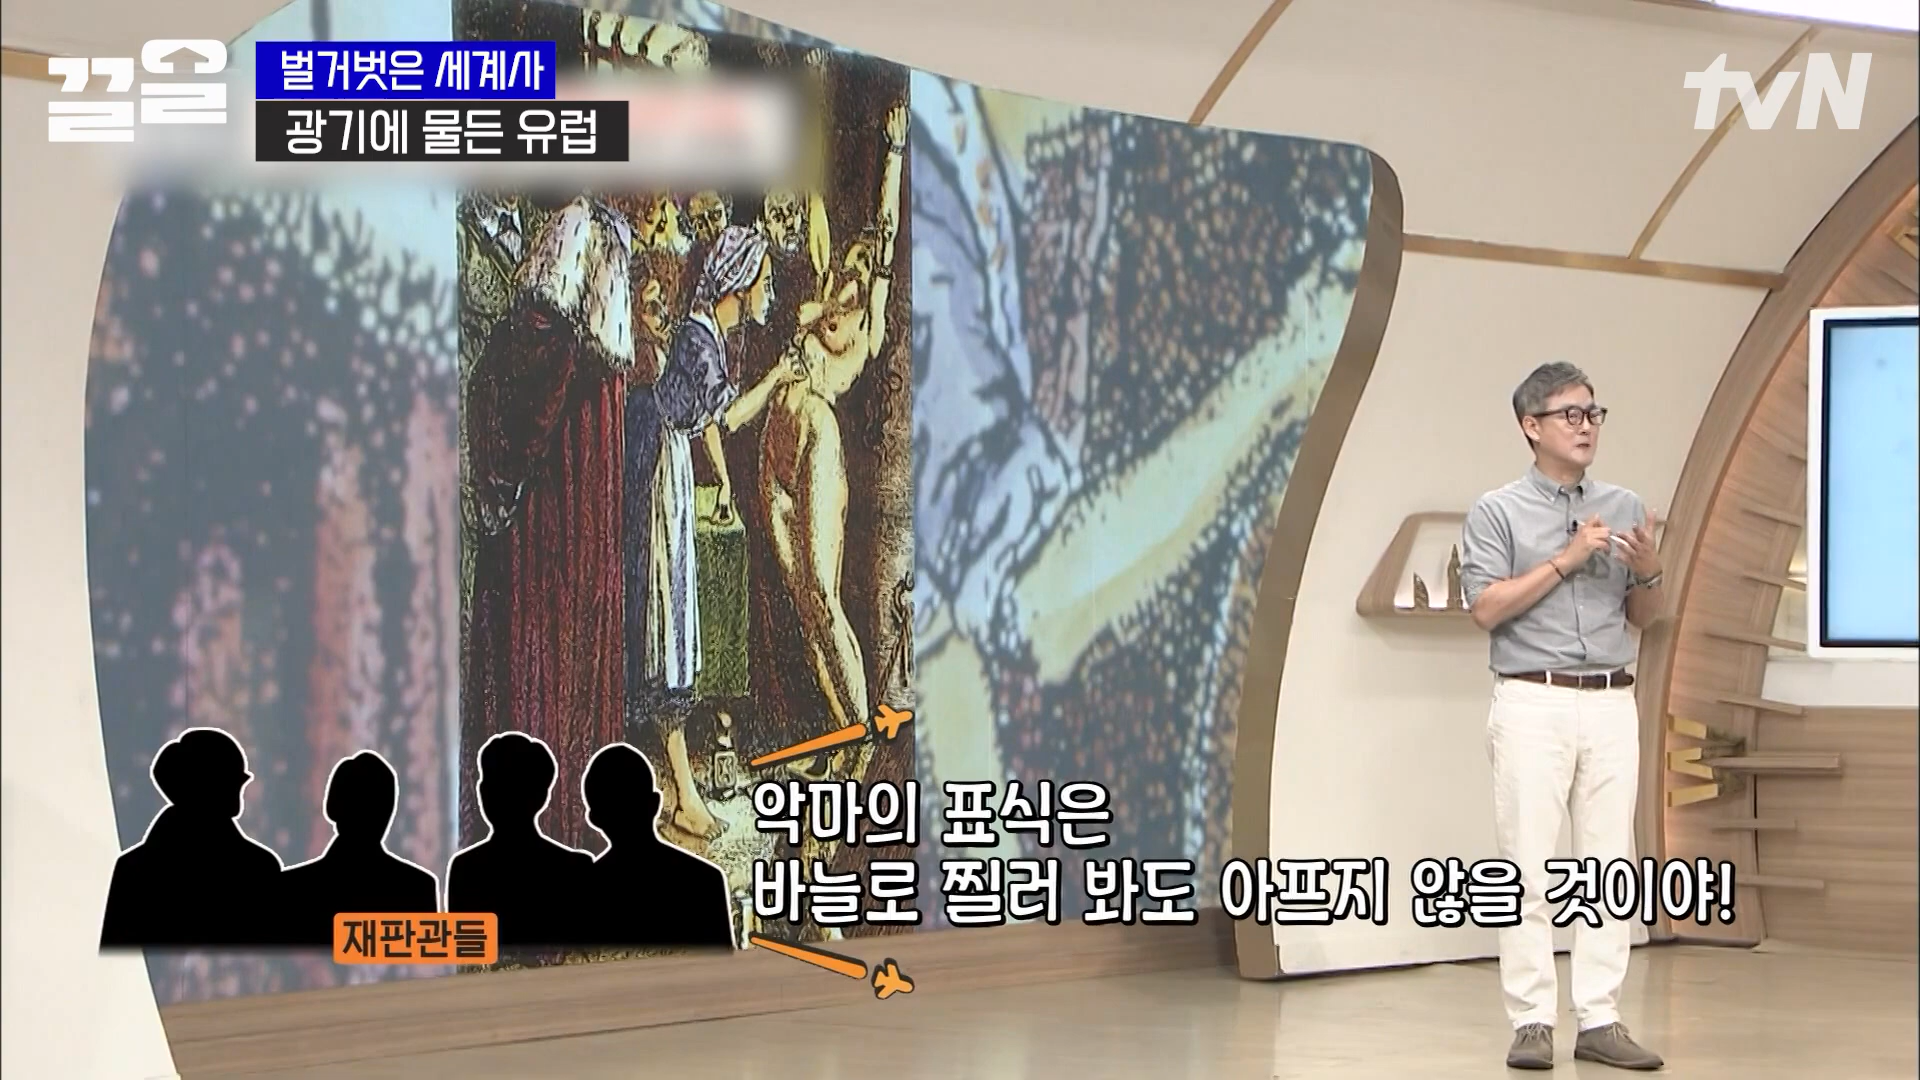 끌올
벌거벗은 세계사
광기에 물든 유럽
tvN
악마의 표식은
바늘로 찔러 봐도 아프지 않을 것이야!
재판관들